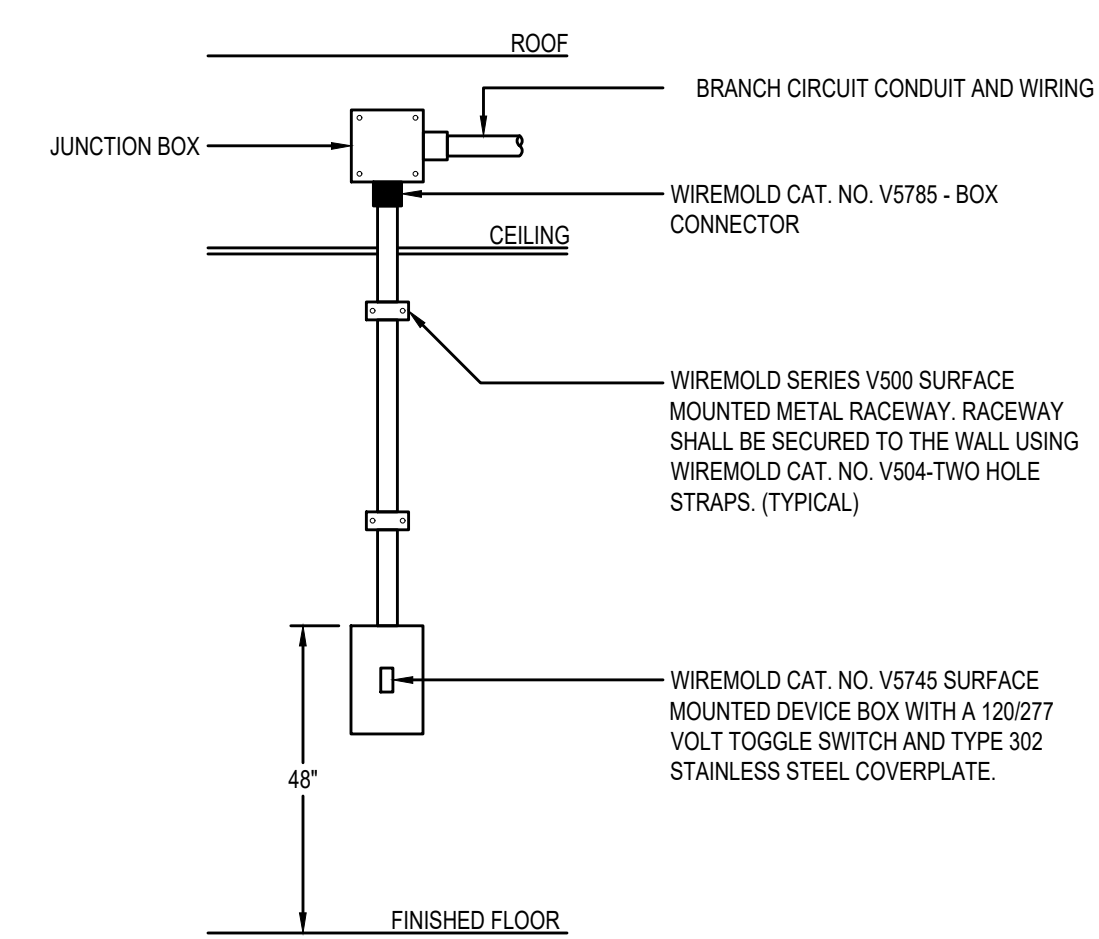 ROOF
BRANCH CIRCUIT CONDUIT AND WIRING
JUNCTION BOX
WIREMOLD CAT. NO. V5785 - BOX
CONNECTOR
CEILING
WIREMOLD SERIES V500 SURFACE
MOUNTED METAL RACEWAY. RACEWAY
SHALL BE SECURED TO THE WALL USING
WIREMOLD CAT. NO. V504-TWO HOLE
STRAPS. (TYPICAL)
WIREMOLD CAT. NO. V5745 SURFACE
MOUNTED DEVICE BOX WITH A 120/277
VOLT TOGGLE SWITCH AND TYPE 302
STAINLESS STEEL COVERPLATE.
48"
FINISHED FLOOR